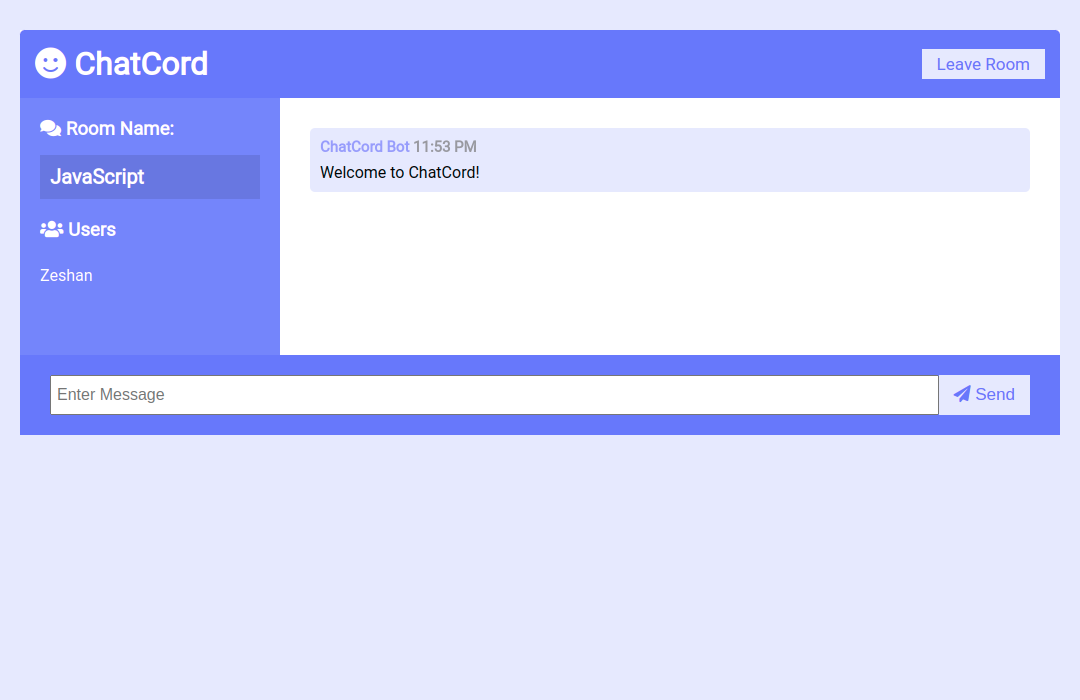 ChatCord
Leave Room
Room Name:
JavaScript
Users
Zeshan
ChatCord Bot 11:53 PM
Welcome to ChatCord!
Enter Message
Send